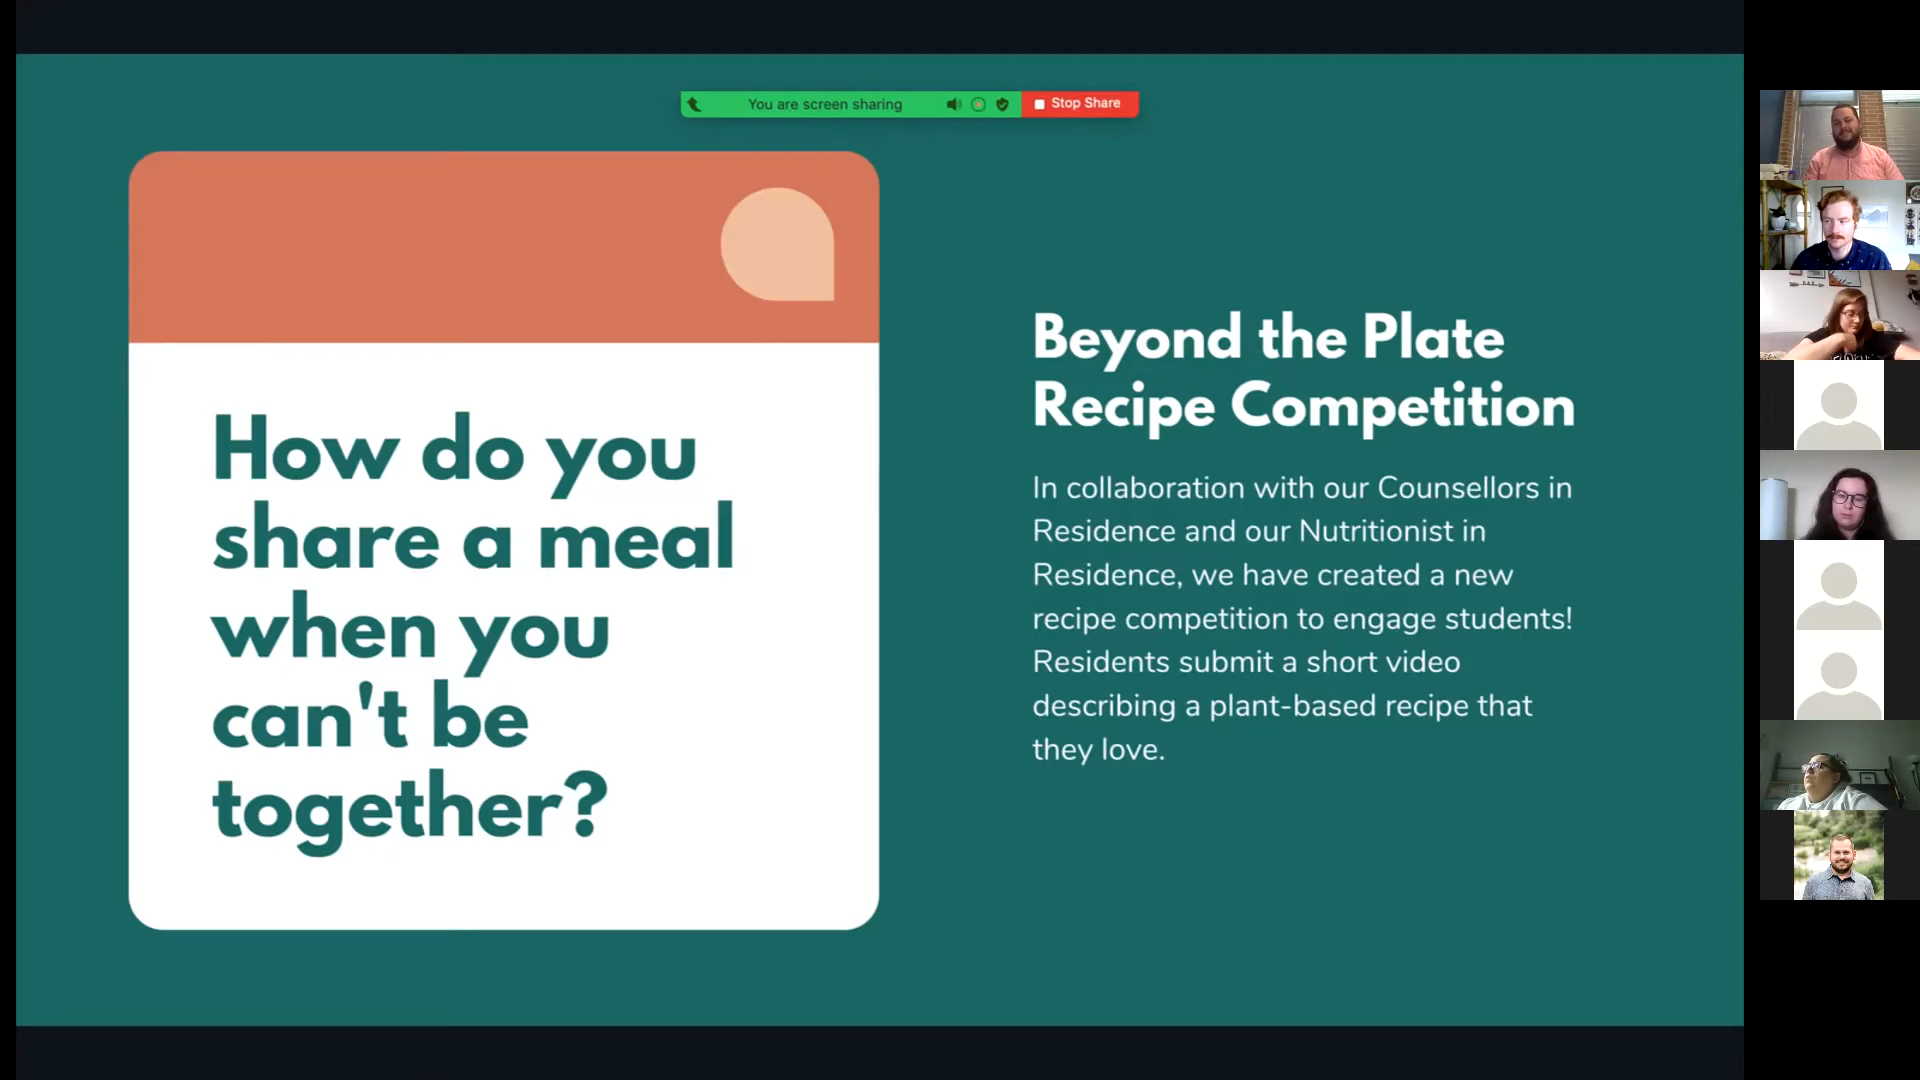 You are screen sharing
Stop Share
How do you
share a meal
when you
can't be
together?
Beyond the Plate
Recipe Competition
In collaboration with our Counsellors in
Residence and our Nutritionist in
Residence, we have created a new
recipe competition to engage students!
Residents submit a short video
describing a plant-based recipe that
they love.